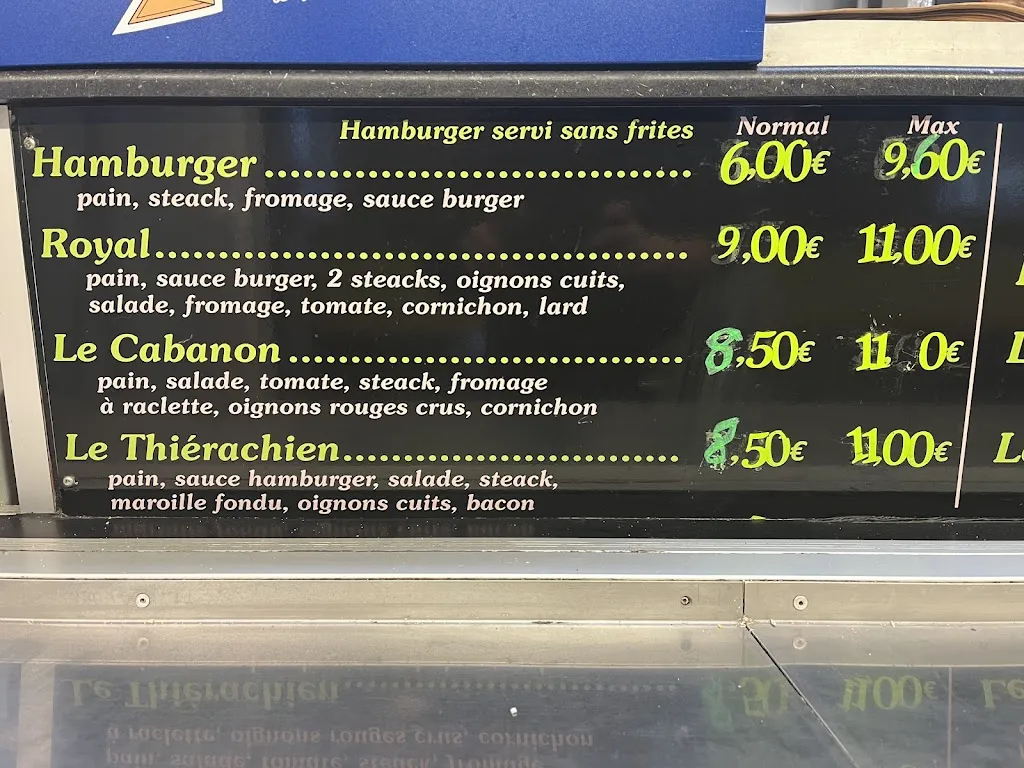 Hamburger servi sans frites Normal Max
Hamburger 6,00€ 9,60€
pain, steack, fromage, sauce burger
Royal 9,00€ 11,00€
pain, sauce burger, 2 steacks, oignons cuits,
salade, fromage, tomate, cornichon, lard
Le Cabanon 8,50€ 11 0€
pain, salade, tomate, steack, fromage
à raclette, oignons rouges crus, cornichon
Le Thiérachien 8,50€ 11,00€
pain, sauce hamburger, salade, steack,
maroille fondu, oignons cuits, bacon